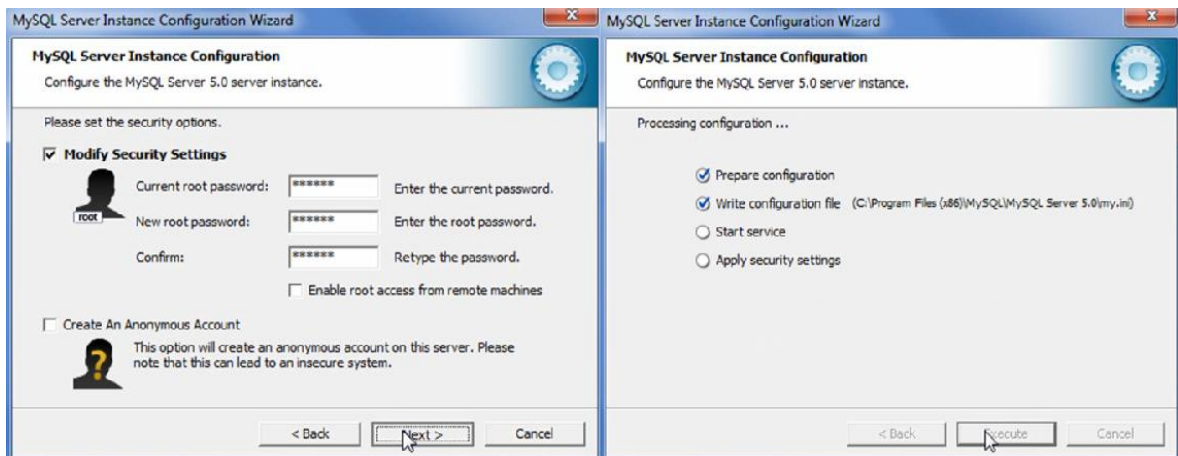 MySQL Server Instance Configuration Wizard
MySQL Server Instance Configuration
Configure the MySQL Server 5.0 server instance.
Please set the security options.
Modify Security Settings
root
Current root password: ****** Enter the current password.
New root password: ****** Enter the root password.
Confirm: ****** Retype the password.
Enable root access from remote machines
Create An Anonymous Account
?
This option will create an anonymous account on this server. Please
note that this can lead to an insecure system.
< Back Next > Cancel
MySQL Server Instance Configuration Wizard
MySQL Server Instance Configuration
Configure the MySQL Server 5.0 server instance.
Processing configuration ...
Prepare configuration
Write configuration file (C:\Program Files (x86)\MySQL\MySQL Server 5.0\my.ini)
Start service
Apply security settings
< Back Execute Cancel